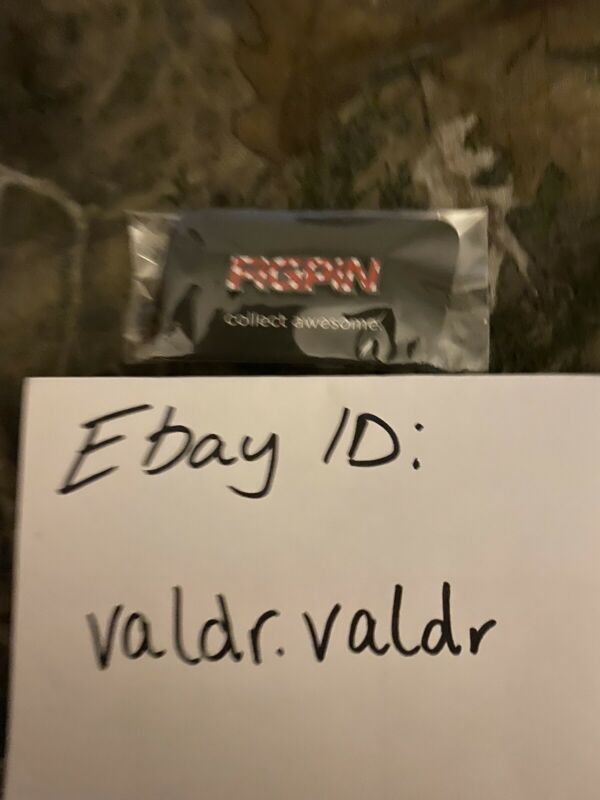 FiGPiN
collect awesome.
Ebay ID:
valdr.valdr